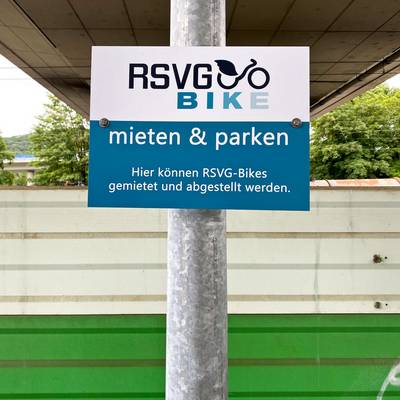 RSVG
BIKE
mieten & parken
Hier können RSVG-Bikes
gemietet und abgestellt werden.